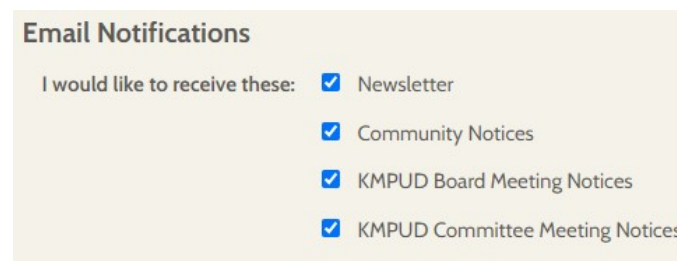 Email Notifications
I would like to receive these: Newsletter
Community Notices
KMPUD Board Meeting Notices
KMPUD Committee Meeting Notices